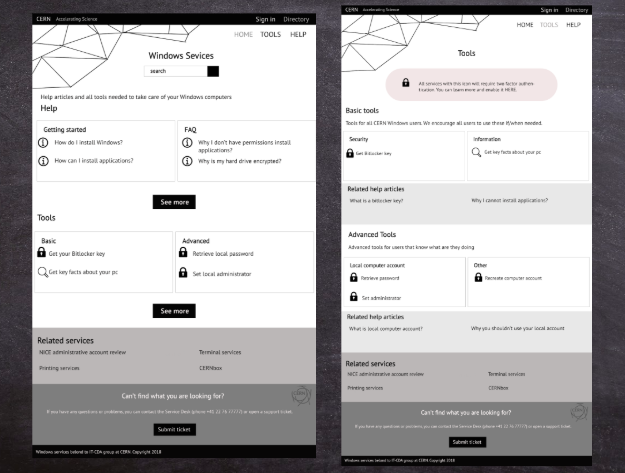 CERN Accelerating Science Sign in Directory
HOME TOOLS HELP
Windows Sevices
search
Help articles and all tools needed to take care of your Windows computers
Help
Getting started
How do I install Windows?
How can I install applications?
FAQ
Why I don't have permissions install
applications?
Why is my hard drive encrypted?
See more
Tools
Basic
Get your Bitlocker key
Get key facts about your pc
Advanced
Retrieve local password
Set local administrator
See more
Related services
NICE administrative account review
Terminal services
Printing services
CERNbox
Can't find what you are looking for?
If you have any questions or problems, you can contact the Service Desk (phone +41 22 76 77777) or open a support ticket.
Submit ticket
Windows services belond to IT-CDA group at CERN Copyright 2018
CERN Accelerating Science Sign in Directory
HOME TOOLS HELP
Tools
All services with this icon will require two factor authen
tication. You can learn more and enable it HERE.
Basic tools
Tools for all CERN Windows users. We encourage all users to use these if/when needed.
Security
Get Bitlocker key
Information
Get key facts about your pc
Related help articles
What is a bitlocker key?
Why I cannot install applications?
Advanced Tools
Advanced tools for users that know what are they doing
Local computer account
Retrieve password
Set administrator
Other
Recreate computer account
Related help articles
What is local computer account?
Why you shouldn't use your local account
Related services
NICE administrative account review
Terminal services
Printing services
CERNbox
Can't find what you are looking for?
If you have any questions or problems you can contact the Service Desk (phone +41 22 76 77777) or open a support ticket.
Submit ticket
Windows services belond to IT-CDA group at CERN Copyright 2018